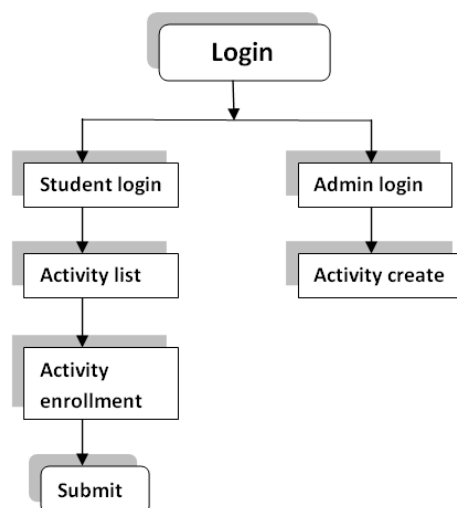 Login
Student login
Admin login
Activity list
Activity create
Activity
enrollment
Submit